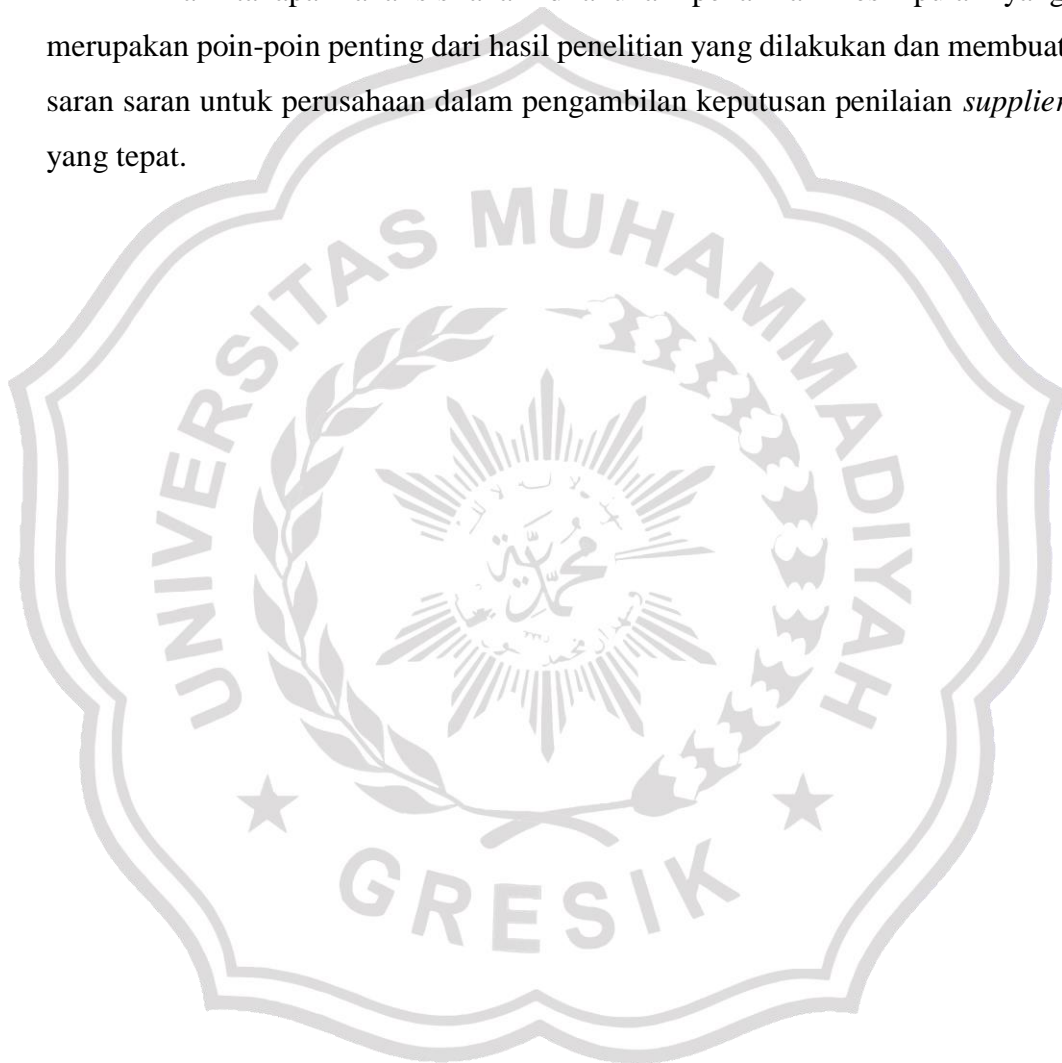 merupakan poin-poin penting dari hasil penelitian yang dilakukan dan membuat
saran saran untuk perusahaan dalam pengambilan keputusan penilaian supplier
yang tepat.
UNIVERSITAS MUHAMMADIYAH
محمد
GRESIK